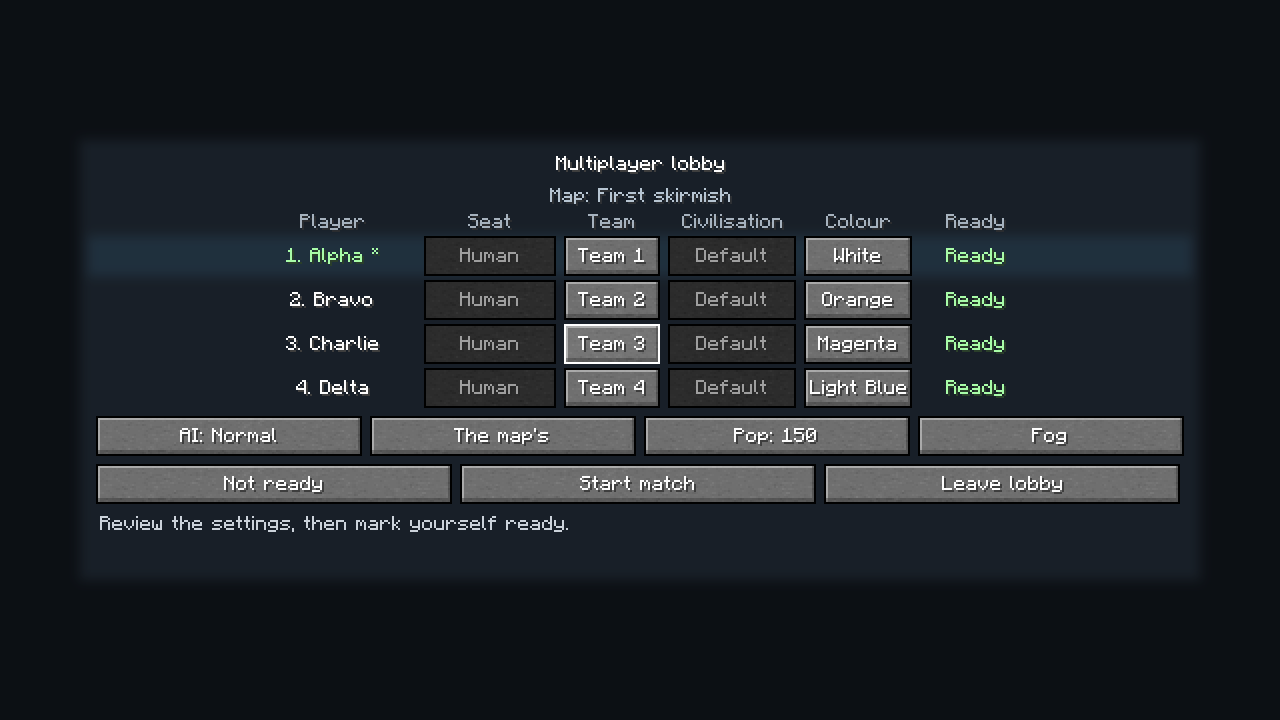 Multiplayer lobby
Map: First skirmish
Player Seat Team Civilisation Colour Ready
1. Alpha * Human Team 1 Default White Ready
2. Bravo Human Team 2 Default Orange Ready
3. Charlie Human Team 3 Default Magenta Ready
4. Delta Human Team 4 Default Light Blue Ready
AI: Normal The map's Pop: 150 Fog
Not ready Start match Leave lobby
Review the settings, then mark yourself ready.